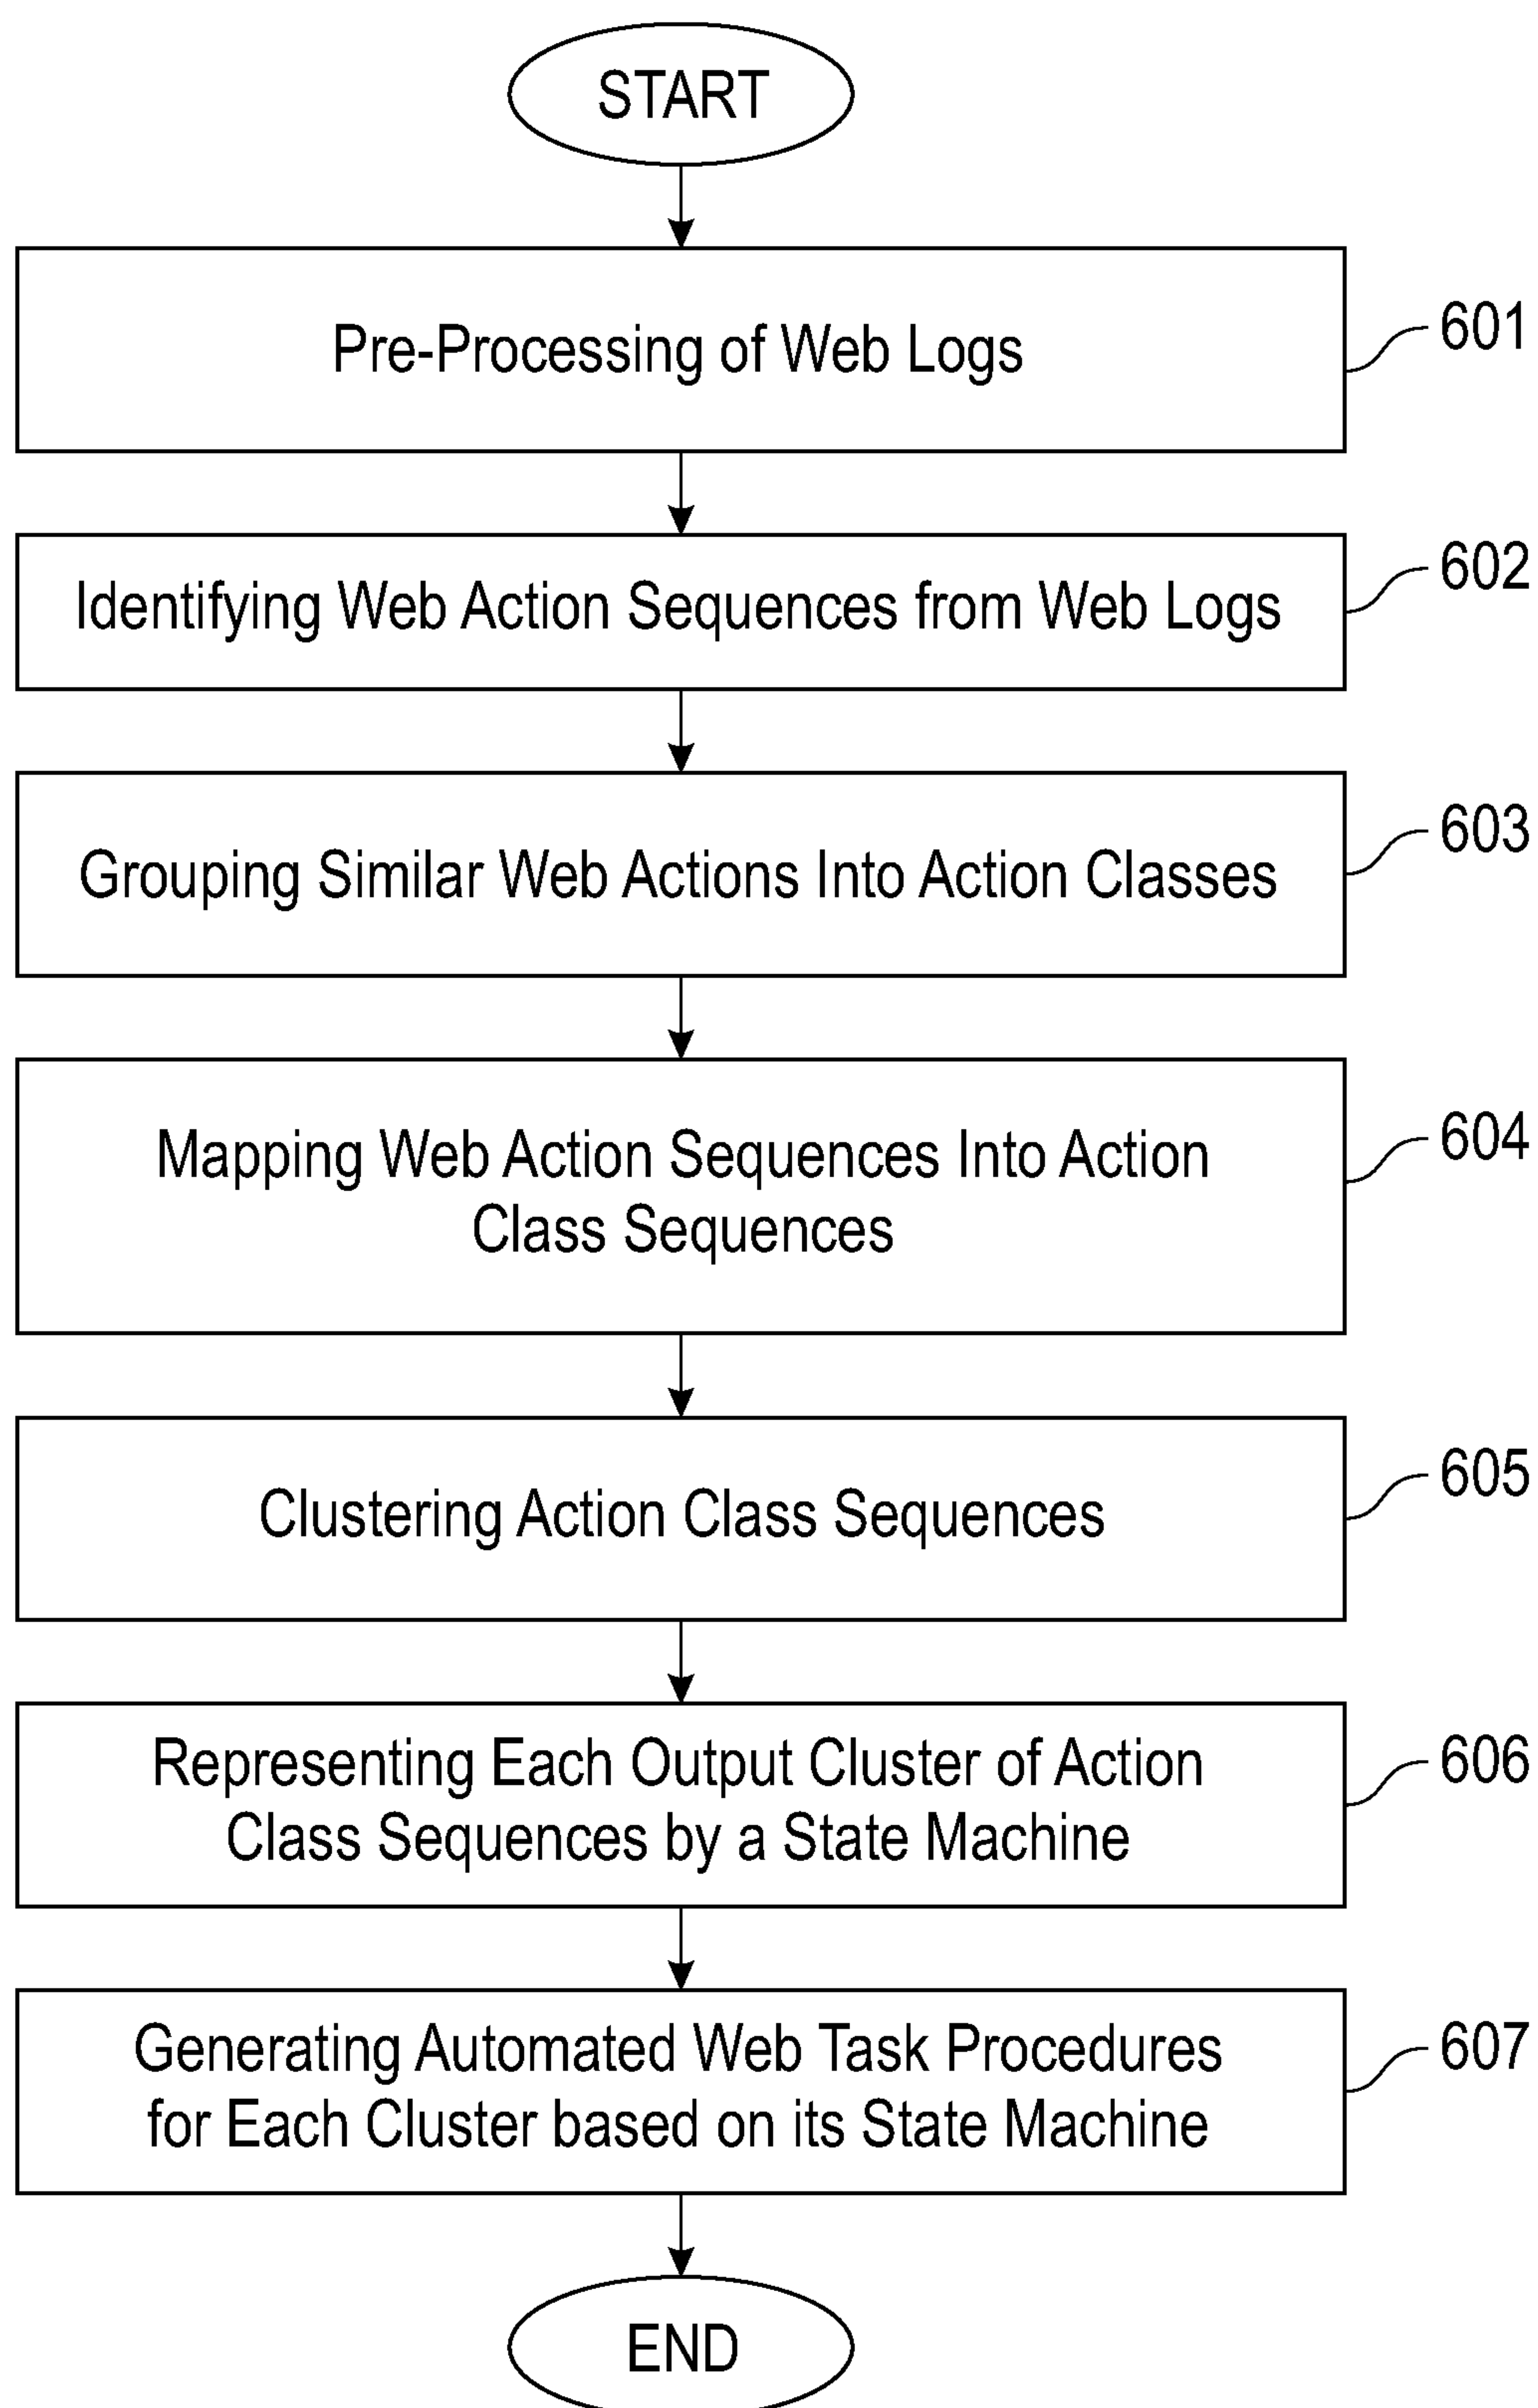 START
Pre-Processing of Web Logs
601
Identifying Web Action Sequences from Web Logs
602
Grouping Similar Web Actions Into Action Classes
603
Mapping Web Action Sequences Into Action
Class Sequences
604
Clustering Action Class Sequences
605
Representing Each Output Cluster of Action
Class Sequences by a State Machine
606
Generating Automated Web Task Procedures
for Each Cluster based on its State Machine
607
END